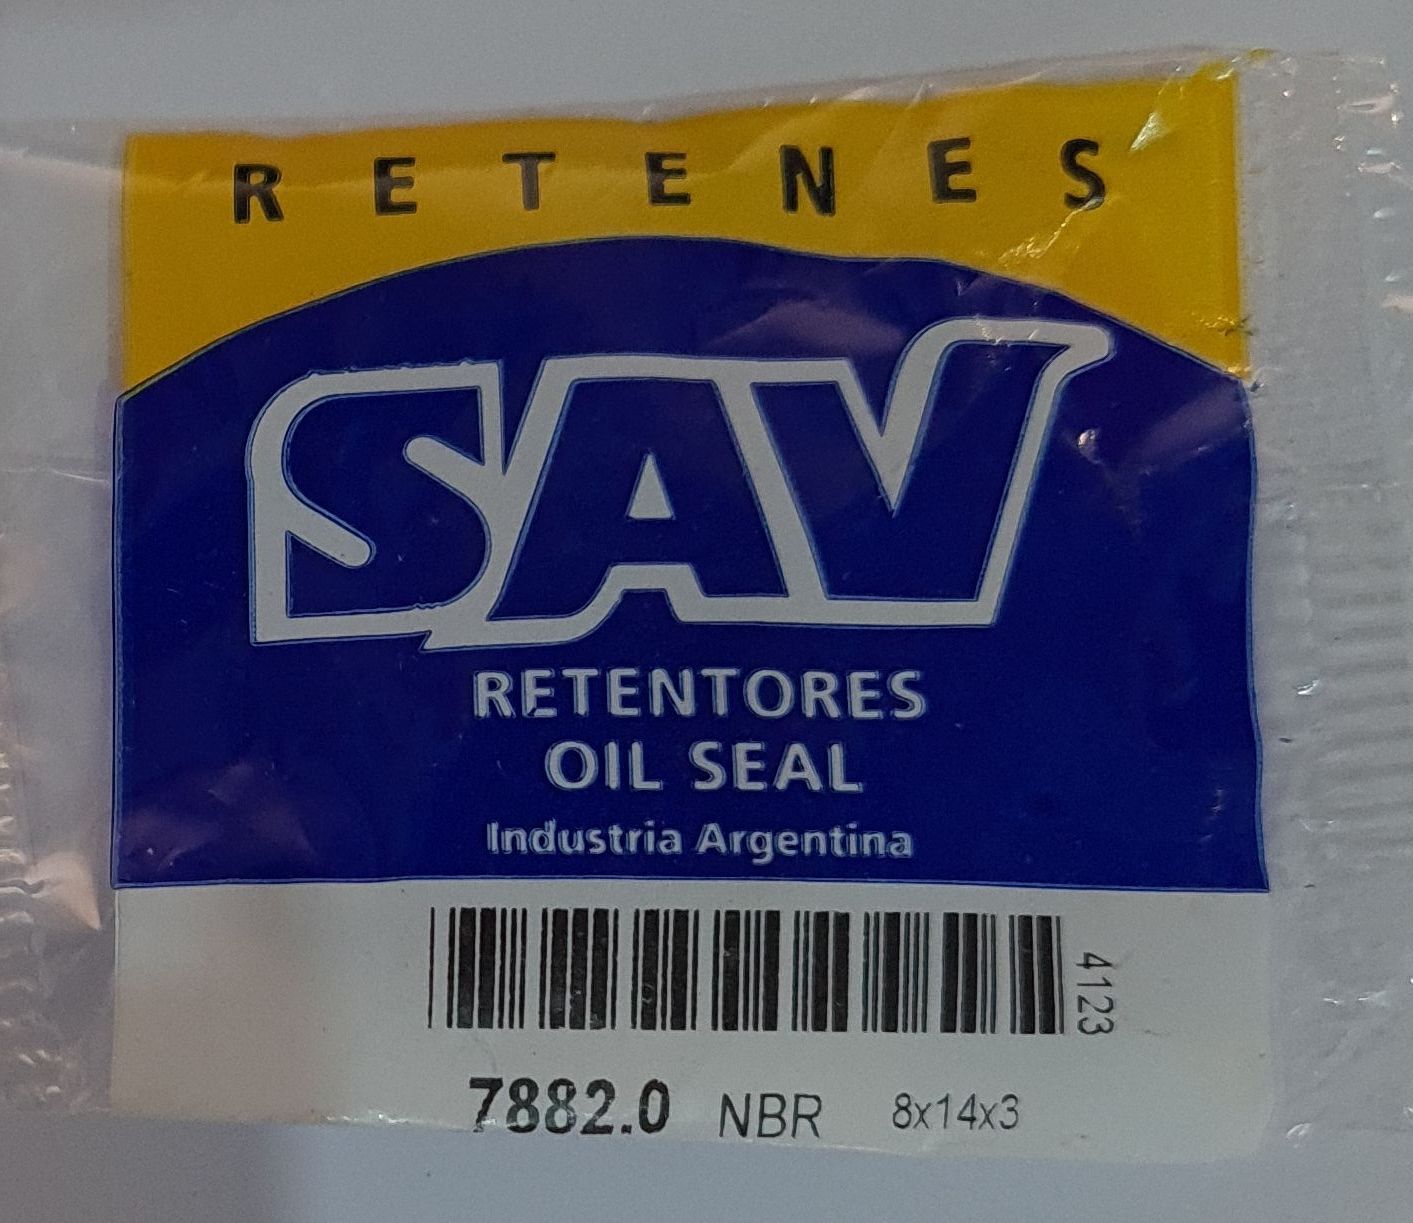 RETENES
SAV
RETENTORES
OIL SEAL
Industria Argentina
4123
7882.0 NBR 8x14x3